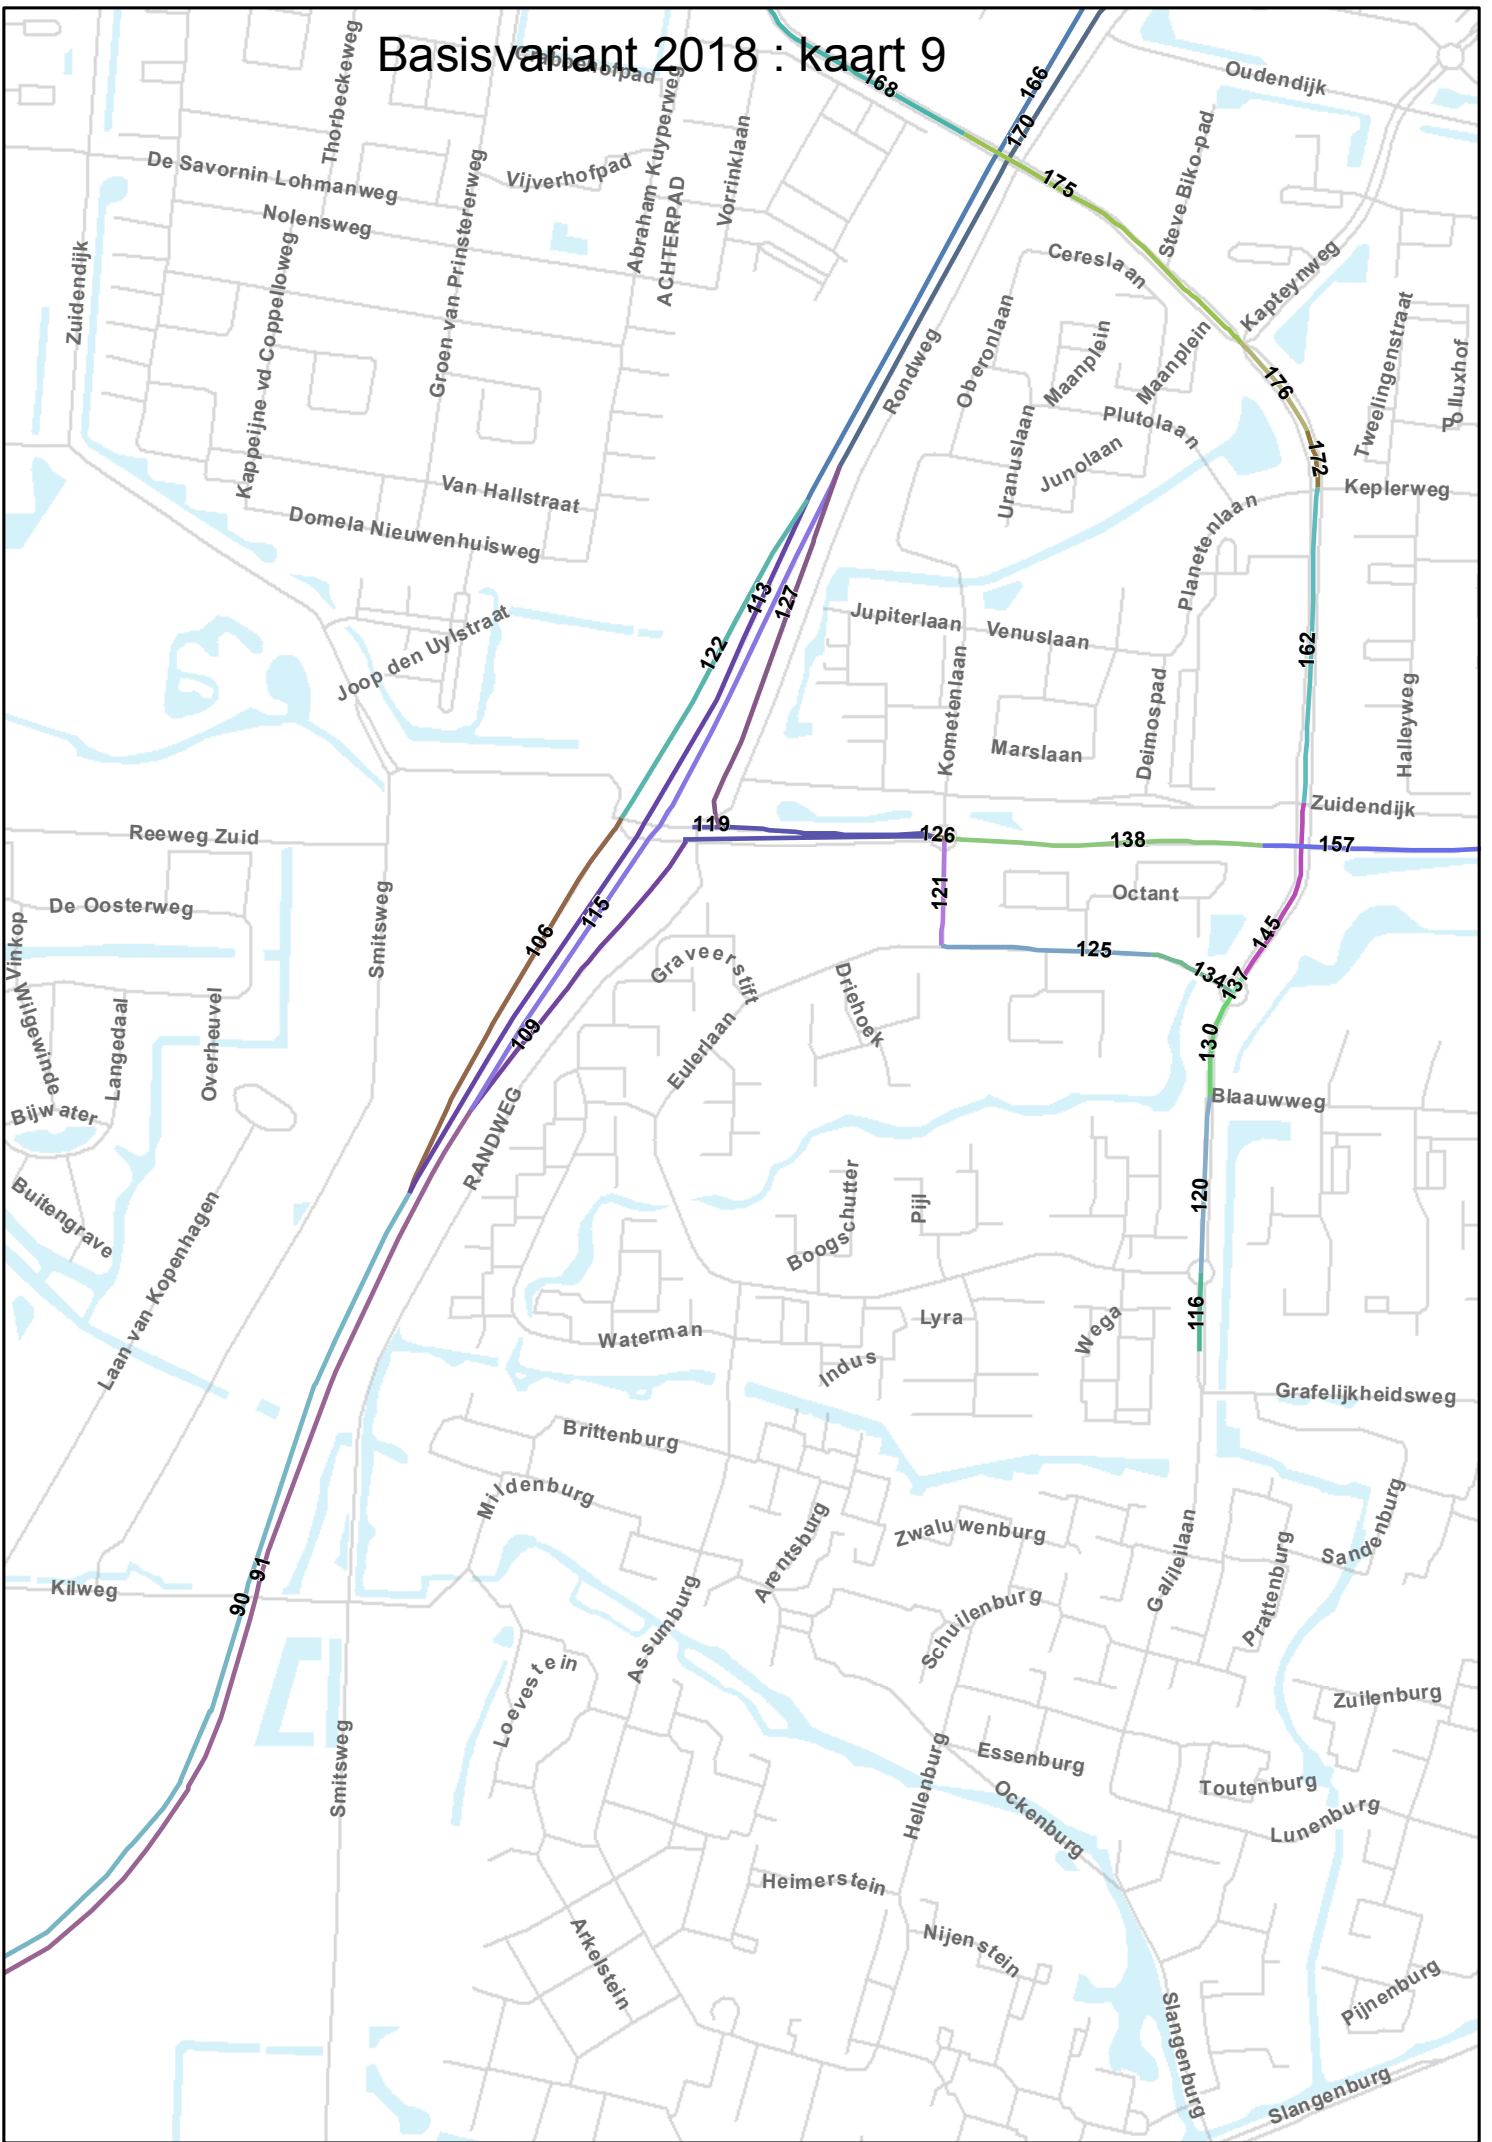 Basisvariant 2018 : kaart 9
Crabbehofpad
168
166
170
Oudendijk
Thorbeckeweg
De Savornin Lohmanweg
Vijverhofpad
Abraham Kuyperweg
ACHTERPAD
Vorrinklaan
Nolensweg
Groen van Prinstererweg
Kappeijne vd Coppelloweg
Zuidendijk
175
Steve Biko-pad
Cereslaan
Kapteynweg
Rondweg
Oberonlaan
Maanplein
Maanplein
Tweelingenstraat
Polluxhof
176
Plutolaan
Uranuslaan
Junolaan
172
Keplerweg
Van Hallstraat
Domela Nieuwenhuisweg
Planetenlaan
Joop den Uylstraat
113
127
122
Jupiterlaan
Venuslaan
162
Kometenlaan
Marslaan
Deimospad
Halleyweg
Zuidendijk
Reeweg Zuid
119
126
138
157
De Oosterweg
121
Octant
Vinkop
Smitsweg
106
115
145
125
134
137
Graveerstift
Driehoek
Wilgewinde
Langedaal
Overheuvel
109
Eulerlaan
130
Bijwater
RANDWEG
Blaauwweg
Buitengrave
Laan van Kopenhagen
Boogschutter
Pijl
120
Waterman
Lyra
Indus
Wega
116
Grafelijkheidsweg
Brittenburg
Mildenburg
Arentsburg
Zwaluwenburg
Galileilaan
Prattenburg
Sandenburg
Kilweg
90
91
Assumburg
Schuilenburg
Loevestein
Zuilenburg
Smitsweg
Hellenburg
Essenburg
Ockenburg
Toutenburg
Lunenburg
Heimerstein
Arkelstein
Nijenstein
Pijnenburg
Slangenburg
Slangenburg